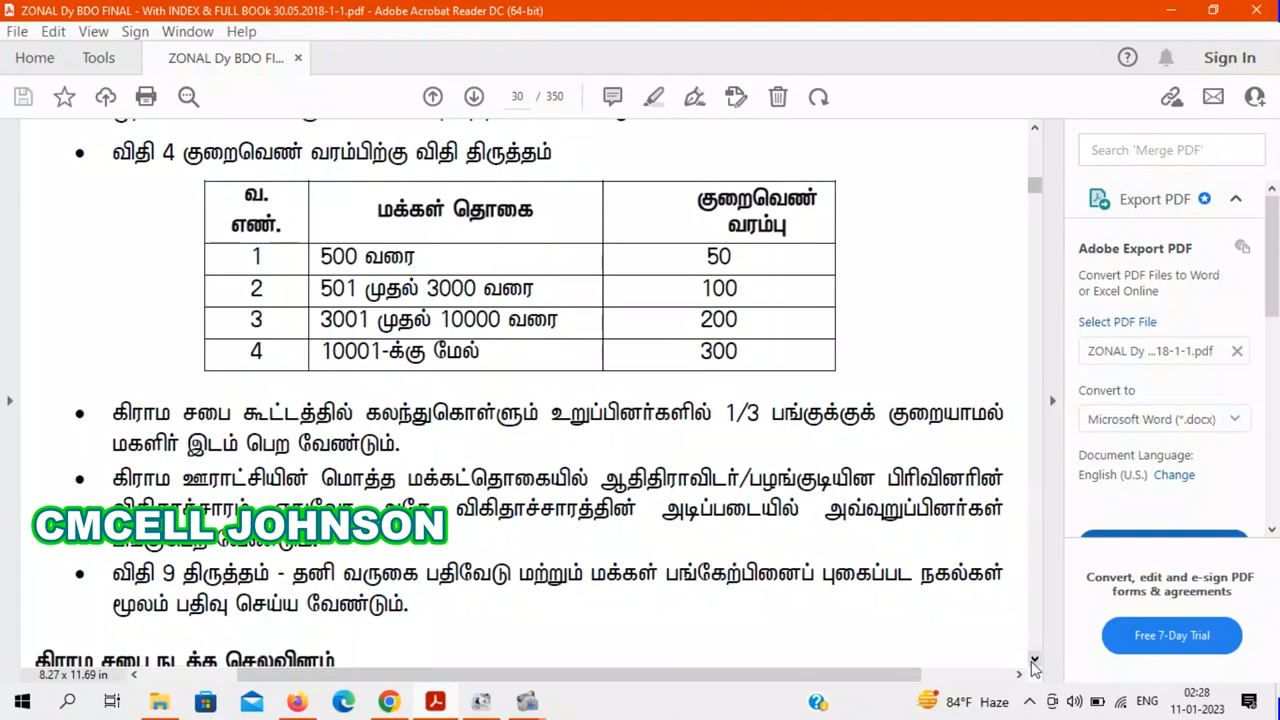 ZONAL Dy BDO FINAL - With INDEX & FULL BOOk 30.05.2018-1-1.pdf - Adobe Acrobat Reader DC (64-bit)
File Edit View Sign Window Help
Home Tools ZONAL Dy BDO FI... × Sign In
30 / 350
விதி 4 குறைவெண் வரம்பிற்கு விதி திருத்தம்
வ. எண். மக்கள் தொகை குறைவெண் வரம்பு
1 500 வரை 50
2 501 முதல் 3000 வரை 100
3 3001 முதல் 10000 வரை 200
4 10001-க்கு மேல் 300
கிராம சபை கூட்டத்தில் கலந்துகொள்ளும் உறுப்பினர்களில் 1/3 பங்குக்குக் குறையாமல்
மகளிர் இடம் பெற வேண்டும்.
கிராம ஊராட்சியின் மொத்த மக்கட்தொகையில் ஆதிதிராவிடர்/பழங்குடியின பிரிவினரின்
விகிதாச்சாரத்தின் அடிப்படையில் அவ்வுறுப்பினர்கள்
CMCELL JOHNSON
விதி 9 திருத்தம் - தனி வருகை பதிவேடு மற்றும் மக்கள் பங்கேற்பினைப் புகைப்பட நகல்கள்
மூலம் பதிவு செய்ய வேண்டும்.
கிராம சபை நடக்க செலவினம்
8.27 x 11.69 in
Search 'Merge PDF'
Export PDF
Adobe Export PDF
Convert PDF Files to Word
or Excel Online
Select PDF File
ZONAL Dy ...18-1-1.pdf ×
Convert to
Microsoft Word (*.docx)
Document Language:
English (U.S.) Change
Convert, edit and e-sign PDF
forms & agreements
Free 7-Day Trial
84°F Haze ENG 02:28
11-01-2023